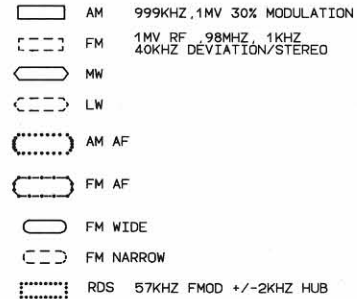 AM 999KHZ,1MV 30% MODULATION
FM 1MV RF ,98MHZ, 1KHZ
40KHZ DEVIATION/STEREO
MW
LW
AM AF
FM AF
FM WIDE
FM NARROW
RDS 57KHZ FMOD +/-2KHZ HUB